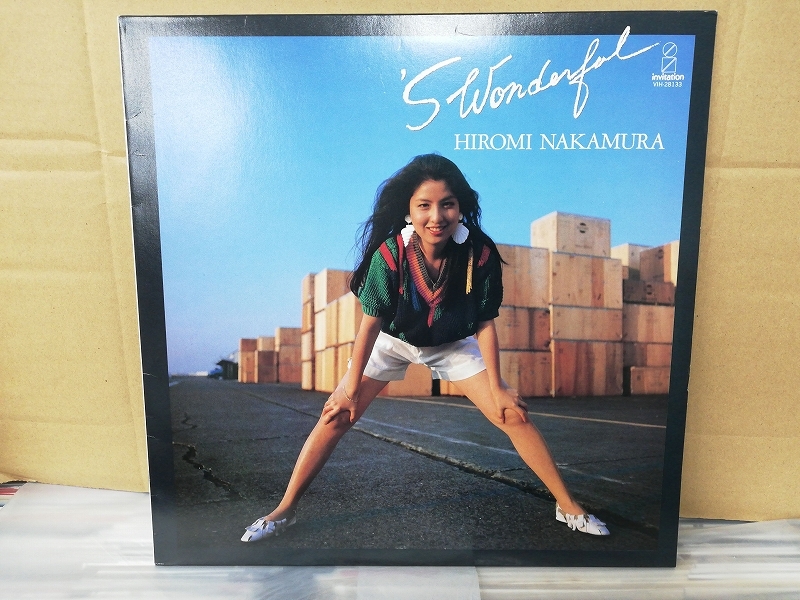 'S Wonderful
invitation
VIH-28133
HIROMI NAKAMURA